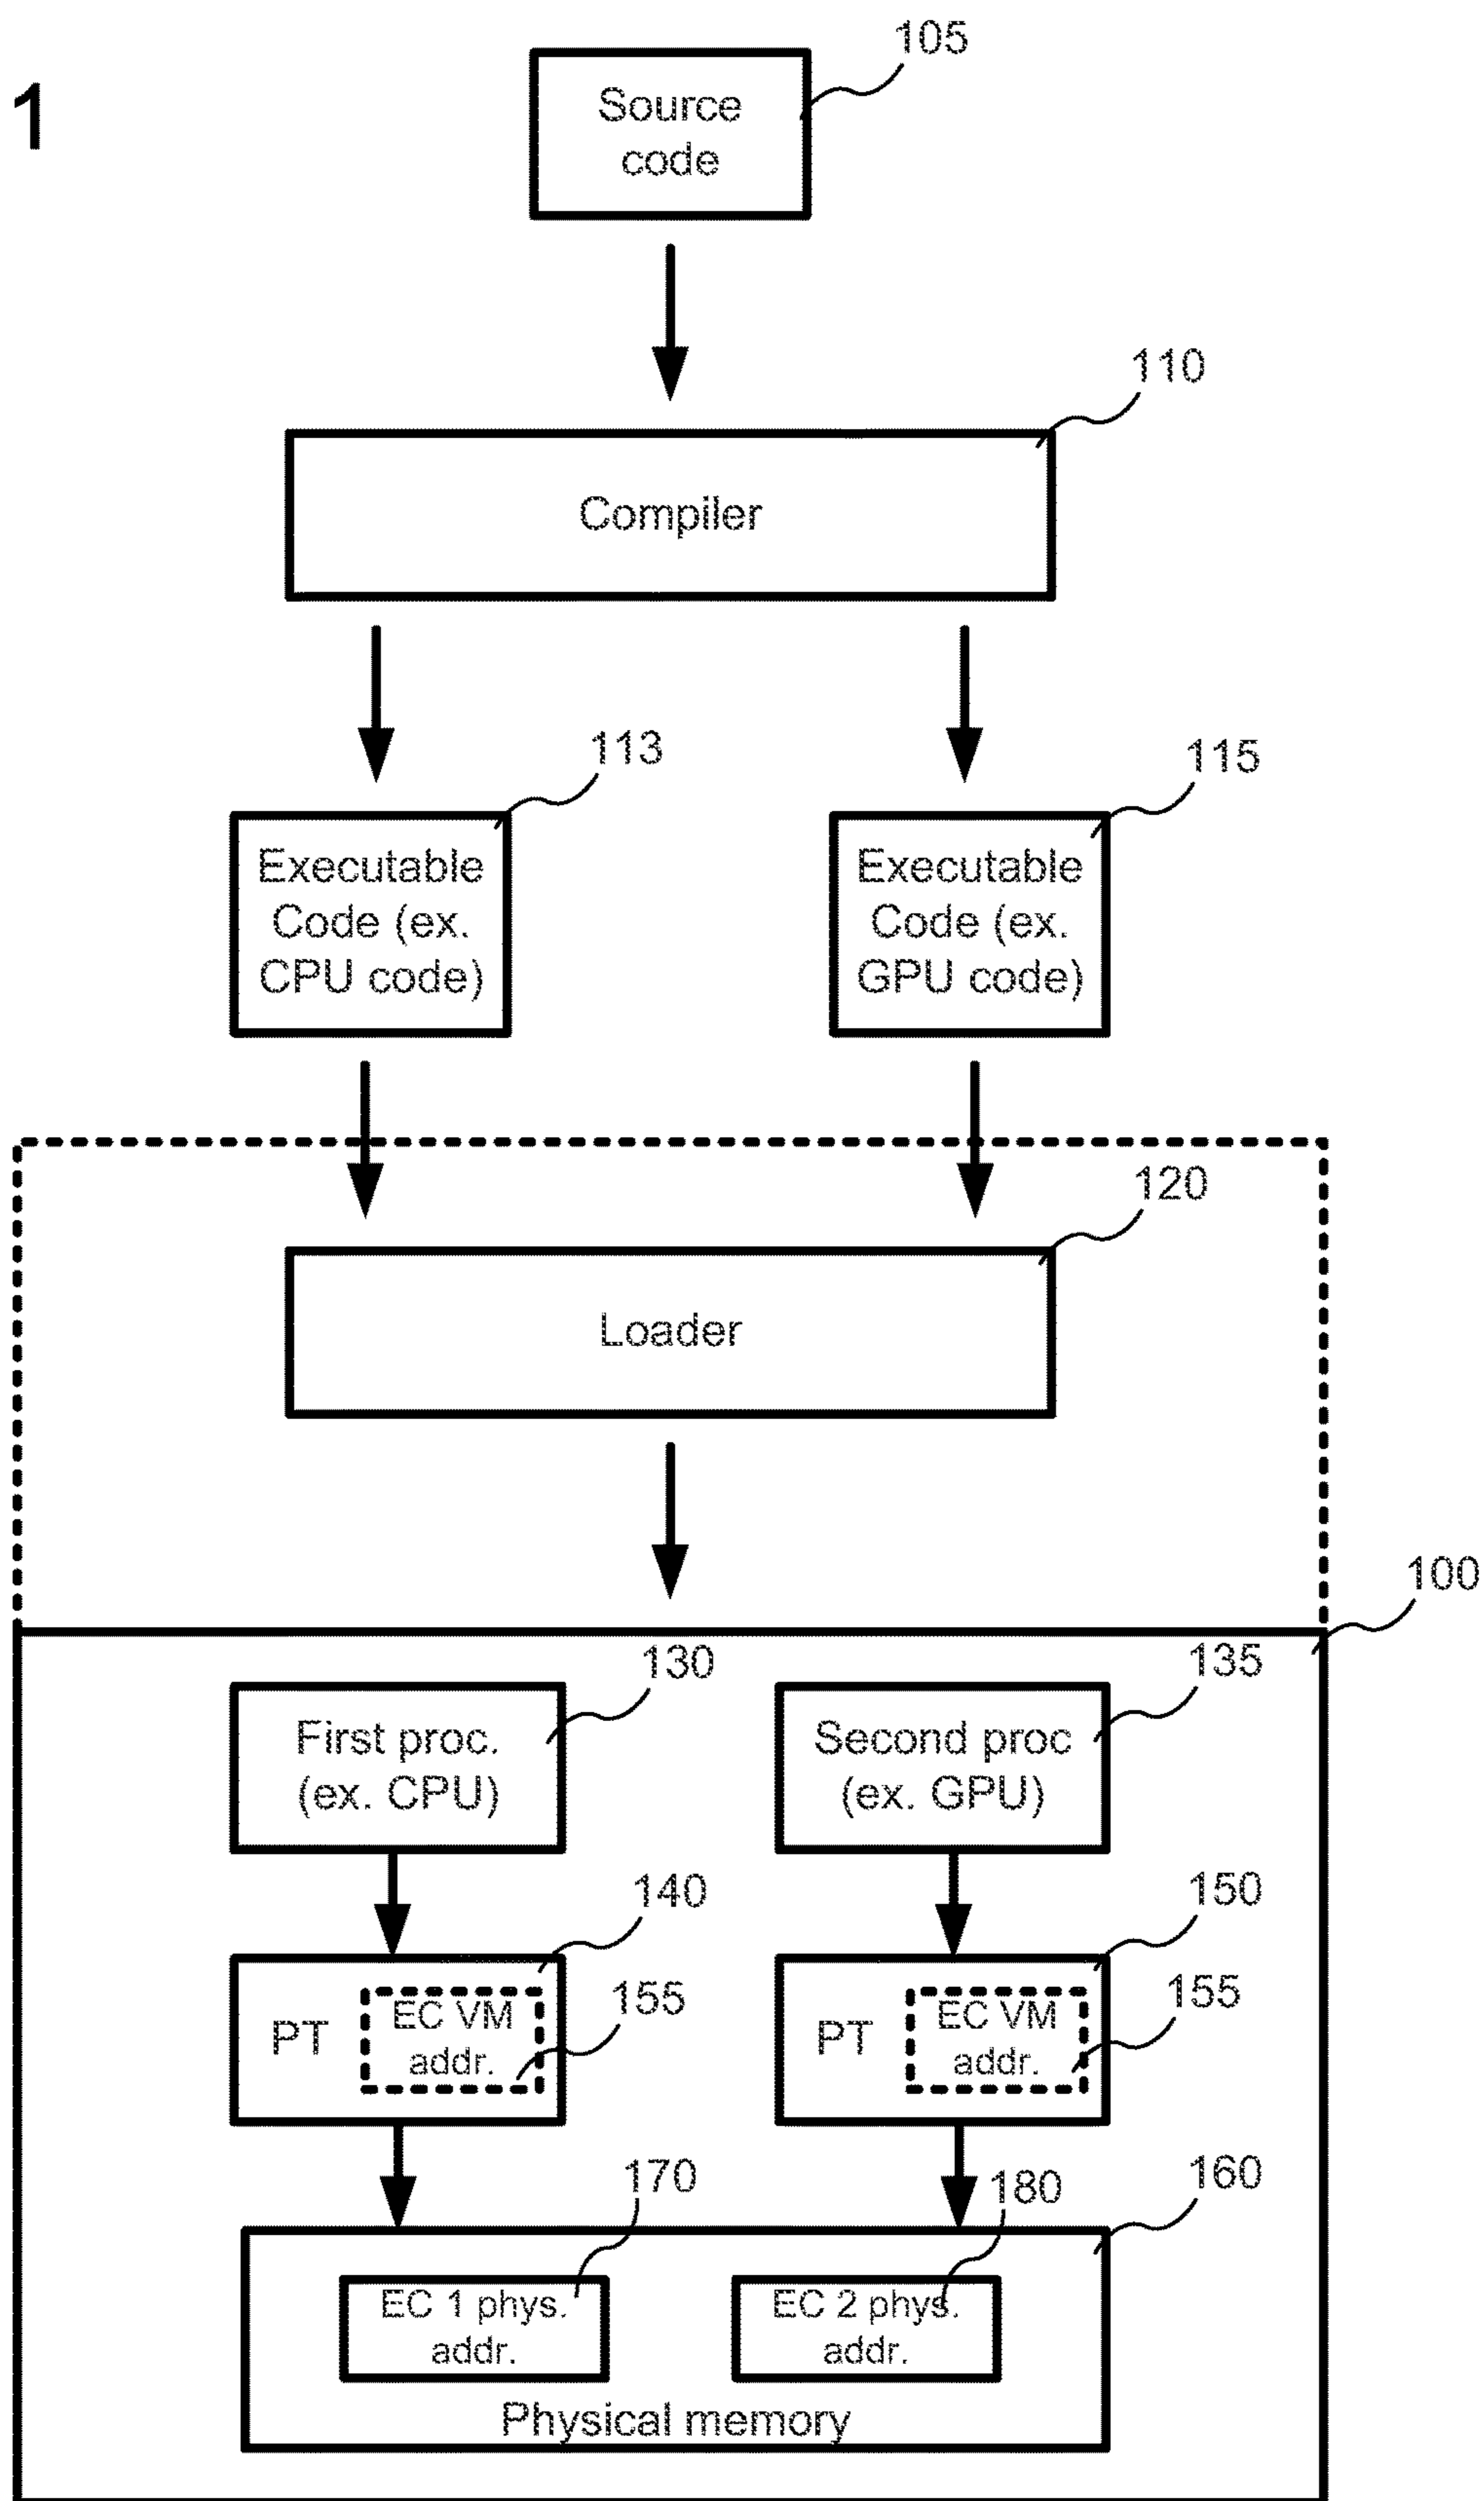 1
105
Source
code
110
Compiler
113
115
Executable
Code (ex.
CPU code)
Executable
Code (ex.
GPU code)
120
Loader
100
130
135
First proc.
(ex. CPU)
Second proc
(ex. GPU)
140
150
155
155
PT
EC VM
addr.
PT
EC VM
addr.
170
180
160
EC 1 phys.
addr.
EC 2 phys.
addr.
Physical memory